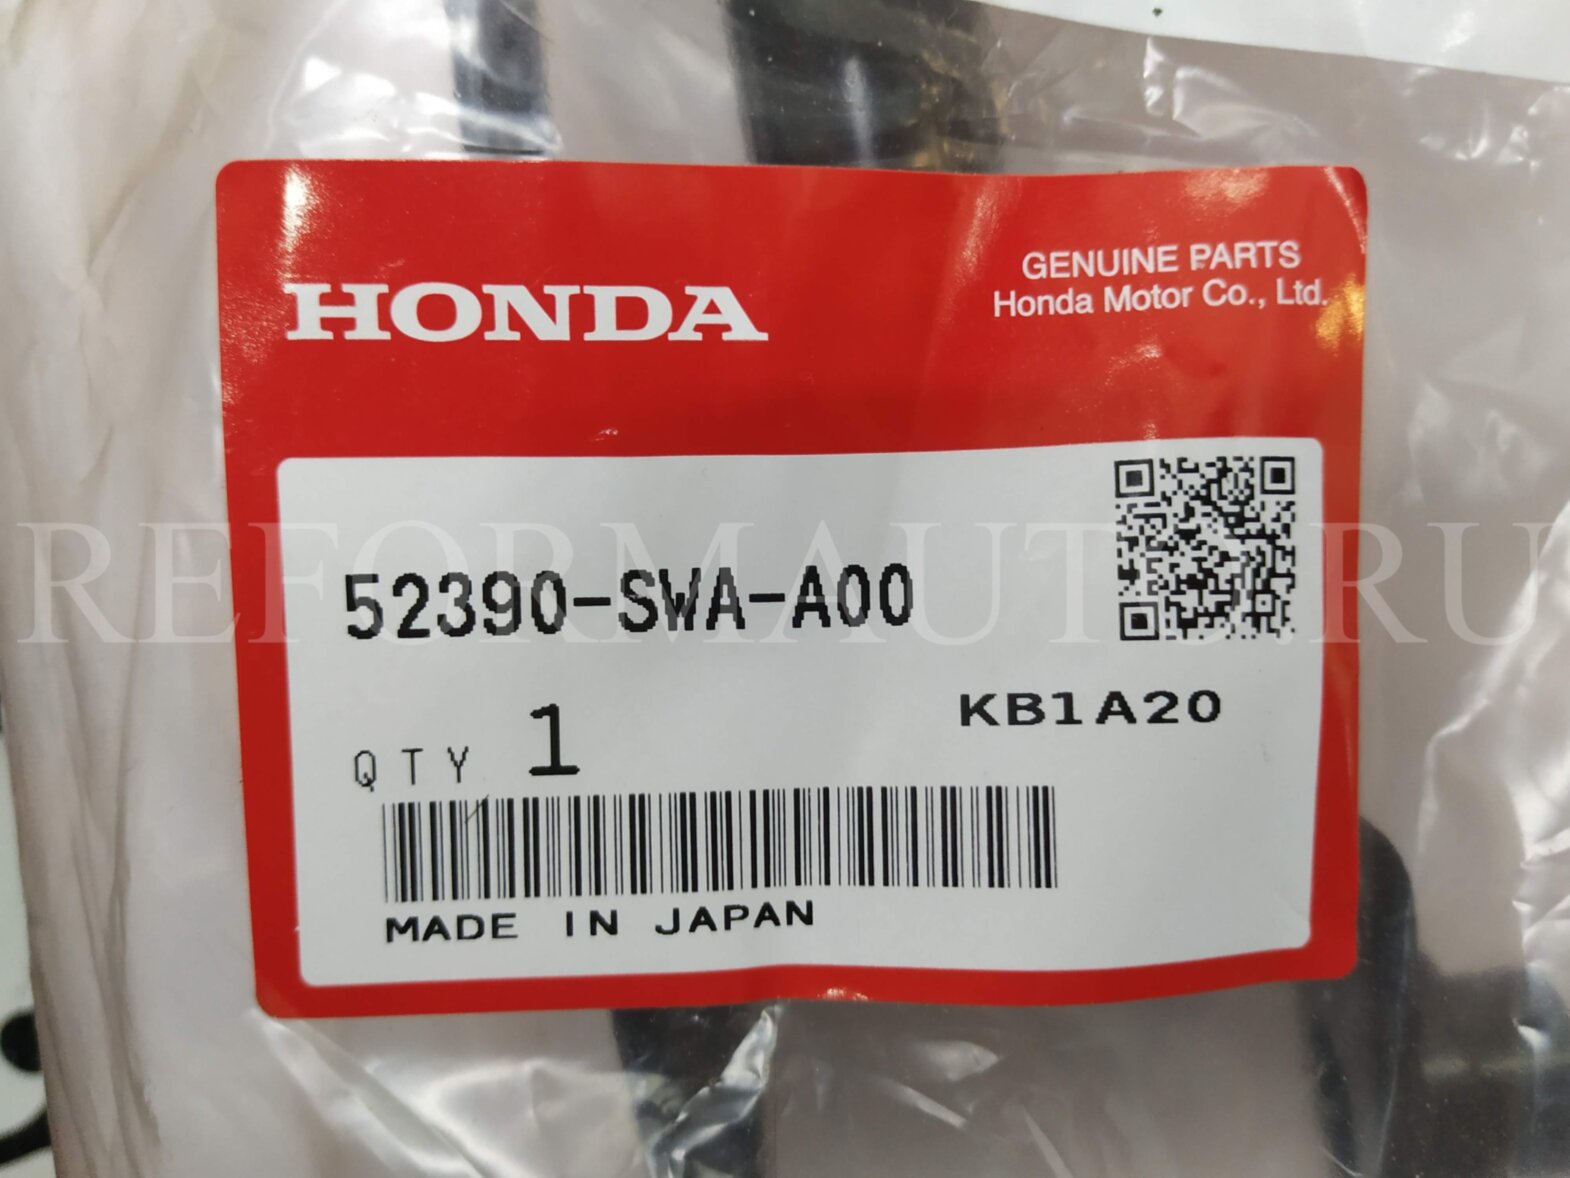 HONDA
GENUINE PARTS
Honda Motor Co., Ltd.
REFORMAUTO.RU
52390-SWA-A00
KB1A20
QTY 1
MADE IN JAPAN